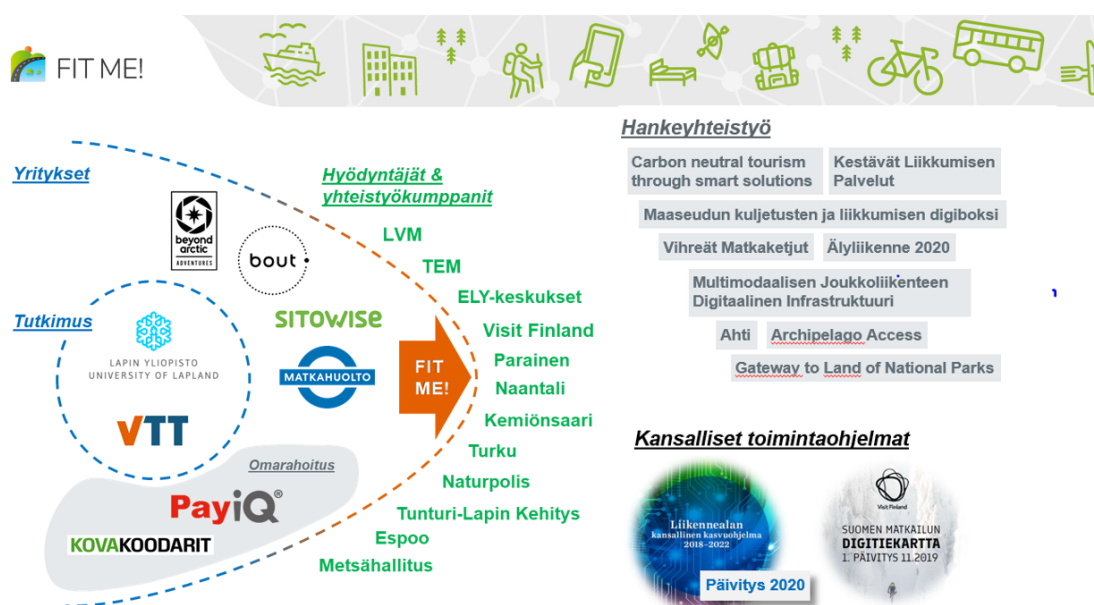 FIT ME!
Yritykset
beyond
arctic
ADVENTURES
bout
Tutkimus
LAPIN YLIOPISTO
UNIVERSITY OF LAPLAND
VTT
SITOWISE
MATKAHUOLTO
FIT
ME!
Omarahoitus
PayiQ®
KOVAKOODARIT
Hyödyntäjät &
yhteistyökumppanit
LVM
TEM
ELY-keskukset
Visit Finland
Parainen
Naantali
Kemiönsaari
Turku
Naturpolis
Tunturi-Lapin Kehitys
Espoo
Metsähallitus
Hankeyhteistyö
Carbon neutral tourism
through smart solutions
Kestävät Liikkumisen
Palvelut
Maaseudun kuljetusten ja liikkumisen digiboksi
Vihreät Matkaketjut
Älyliikenne 2020
Multimodaalisen Joukkoliikenteen
Digitaalinen Infrastruktuuri
Ahti
Archipelago Access
Gateway to Land of National Parks
Kansalliset toimintaohjelmat
Liikennealan
kansallinen kasvuohjelma
2018–2022
Päivitys 2020
Visit Finland
SUOMEN MATKAILUN
DIGITIEKARTTA
1. PÄIVITYS 11.2019